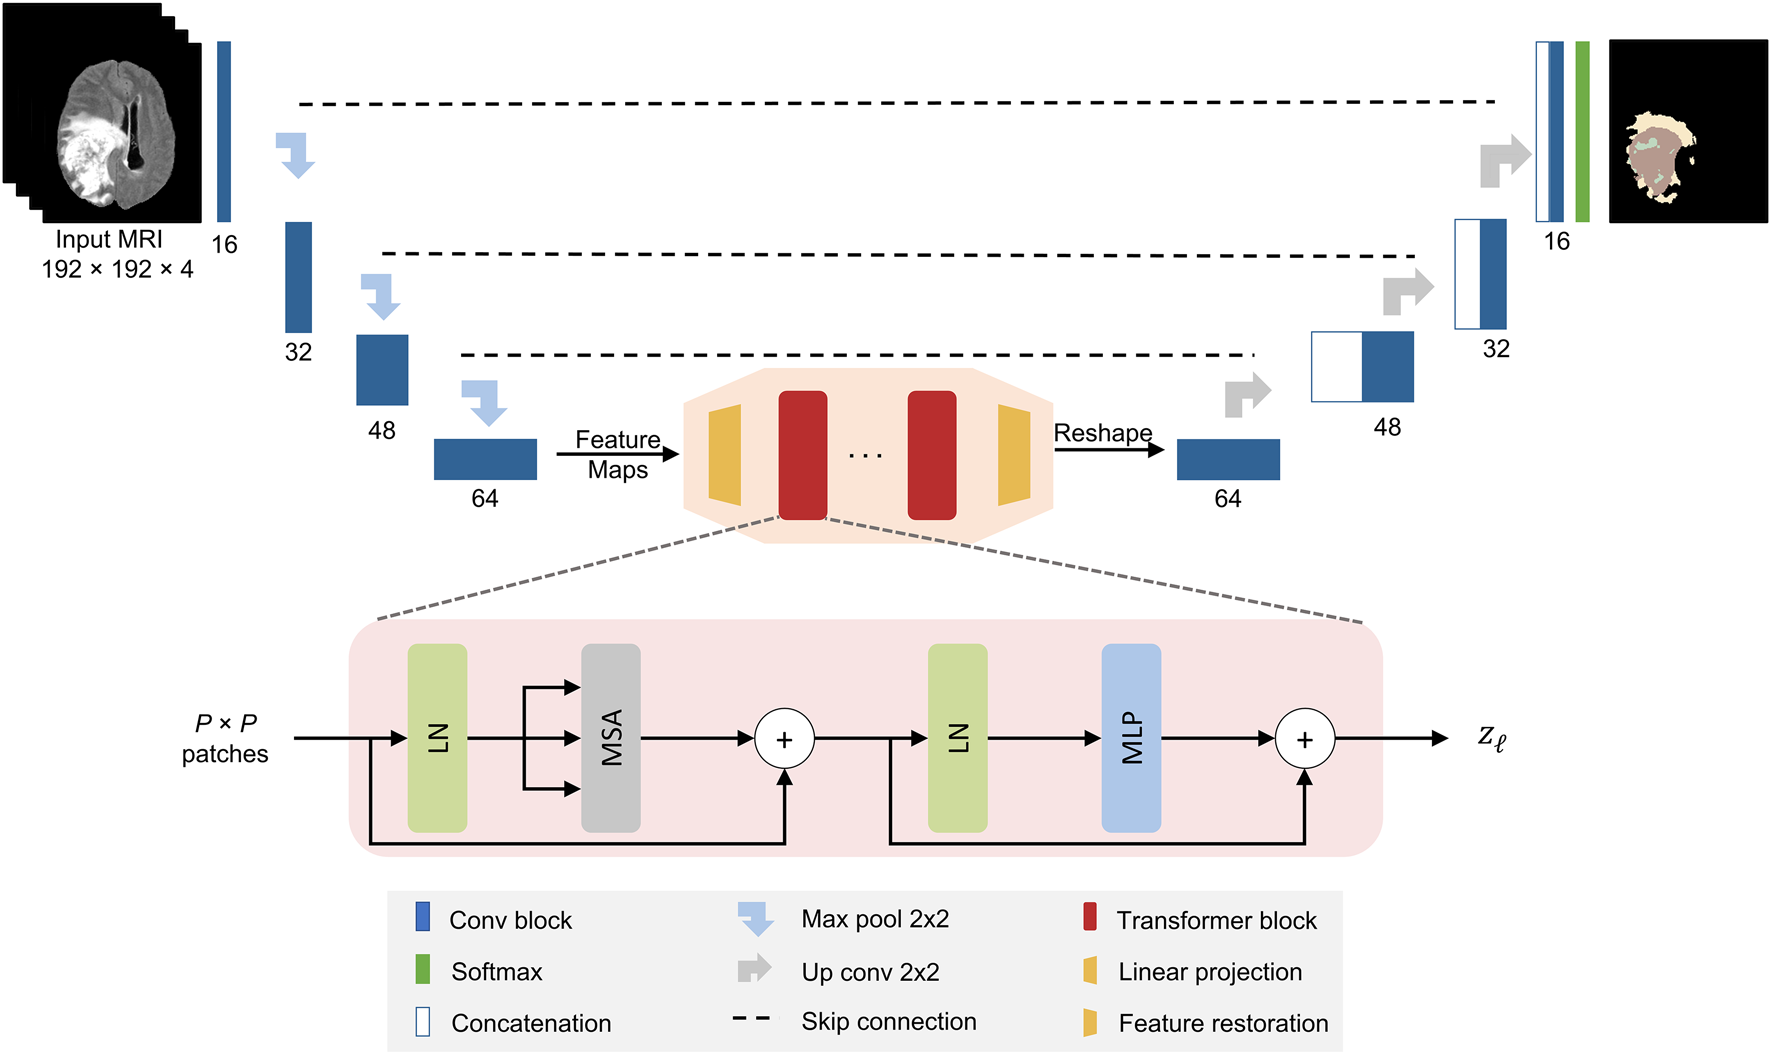 Input MRI
192 × 192 × 4
16
32
48
64
Feature
Maps
...
Reshape
64
48
32
16
P × P
patches
LN
MSA
+
LN
MLP
+
zℓ
Conv block
Softmax
Concatenation
Max pool 2x2
Up conv 2x2
Skip connection
Transformer block
Linear projection
Feature restoration